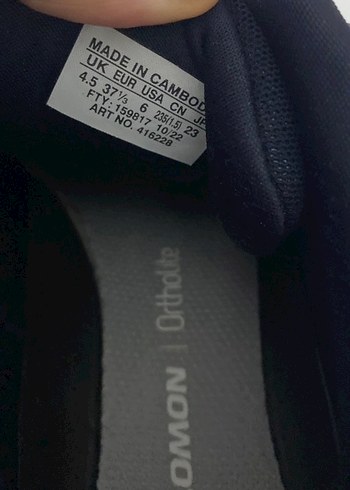 MADE IN CAMBOD
UK EUR USA CN JP
4.5 37⅓ 6 235(1.5) 23
FTY: 159817 10/22
ART NO. 416228
OMON | Ortholite